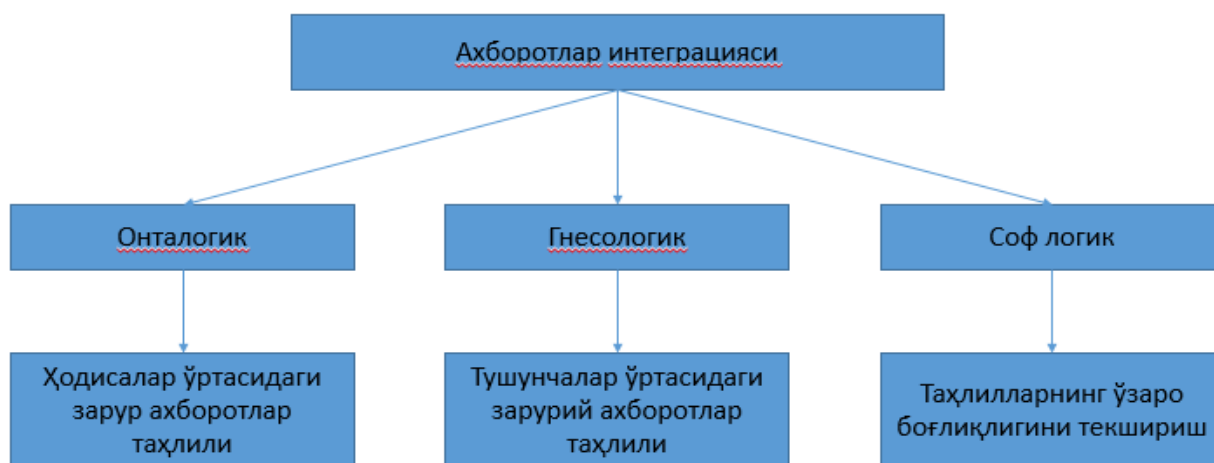 Ахборотлар интеграцияси
Онталогик
Гнесологик
Соф логик
Ҳодисалар ўртасидаги
зарур ахборотлар
таҳлили
Тушунчалар ўртасидаги
зарурий ахборотлар
таҳлили
Таҳлилларнинг ўзаро
боғлиқлигини текшириш